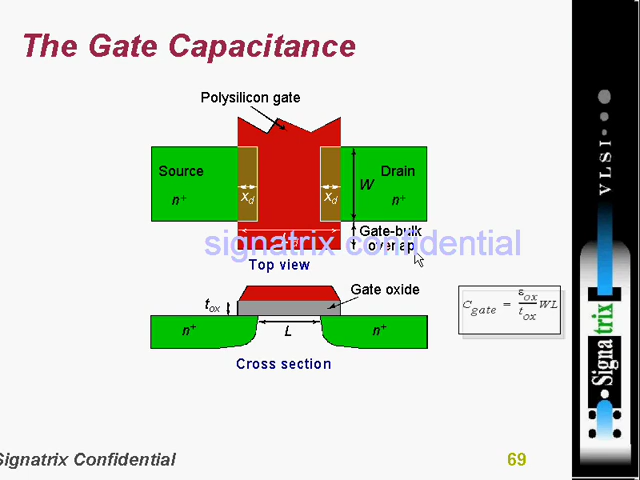 The Gate Capacitance
Polysilicon gate
Source
Drain
n+
xd
xd
W
n+
Gate-bulk
overlap
signatrix confidential
Top view
tox
Gate oxide
n+
L
n+
Cgate = εox/tox WL
Cross section
Signatrix Confidential
69
VLSI
Signatrix